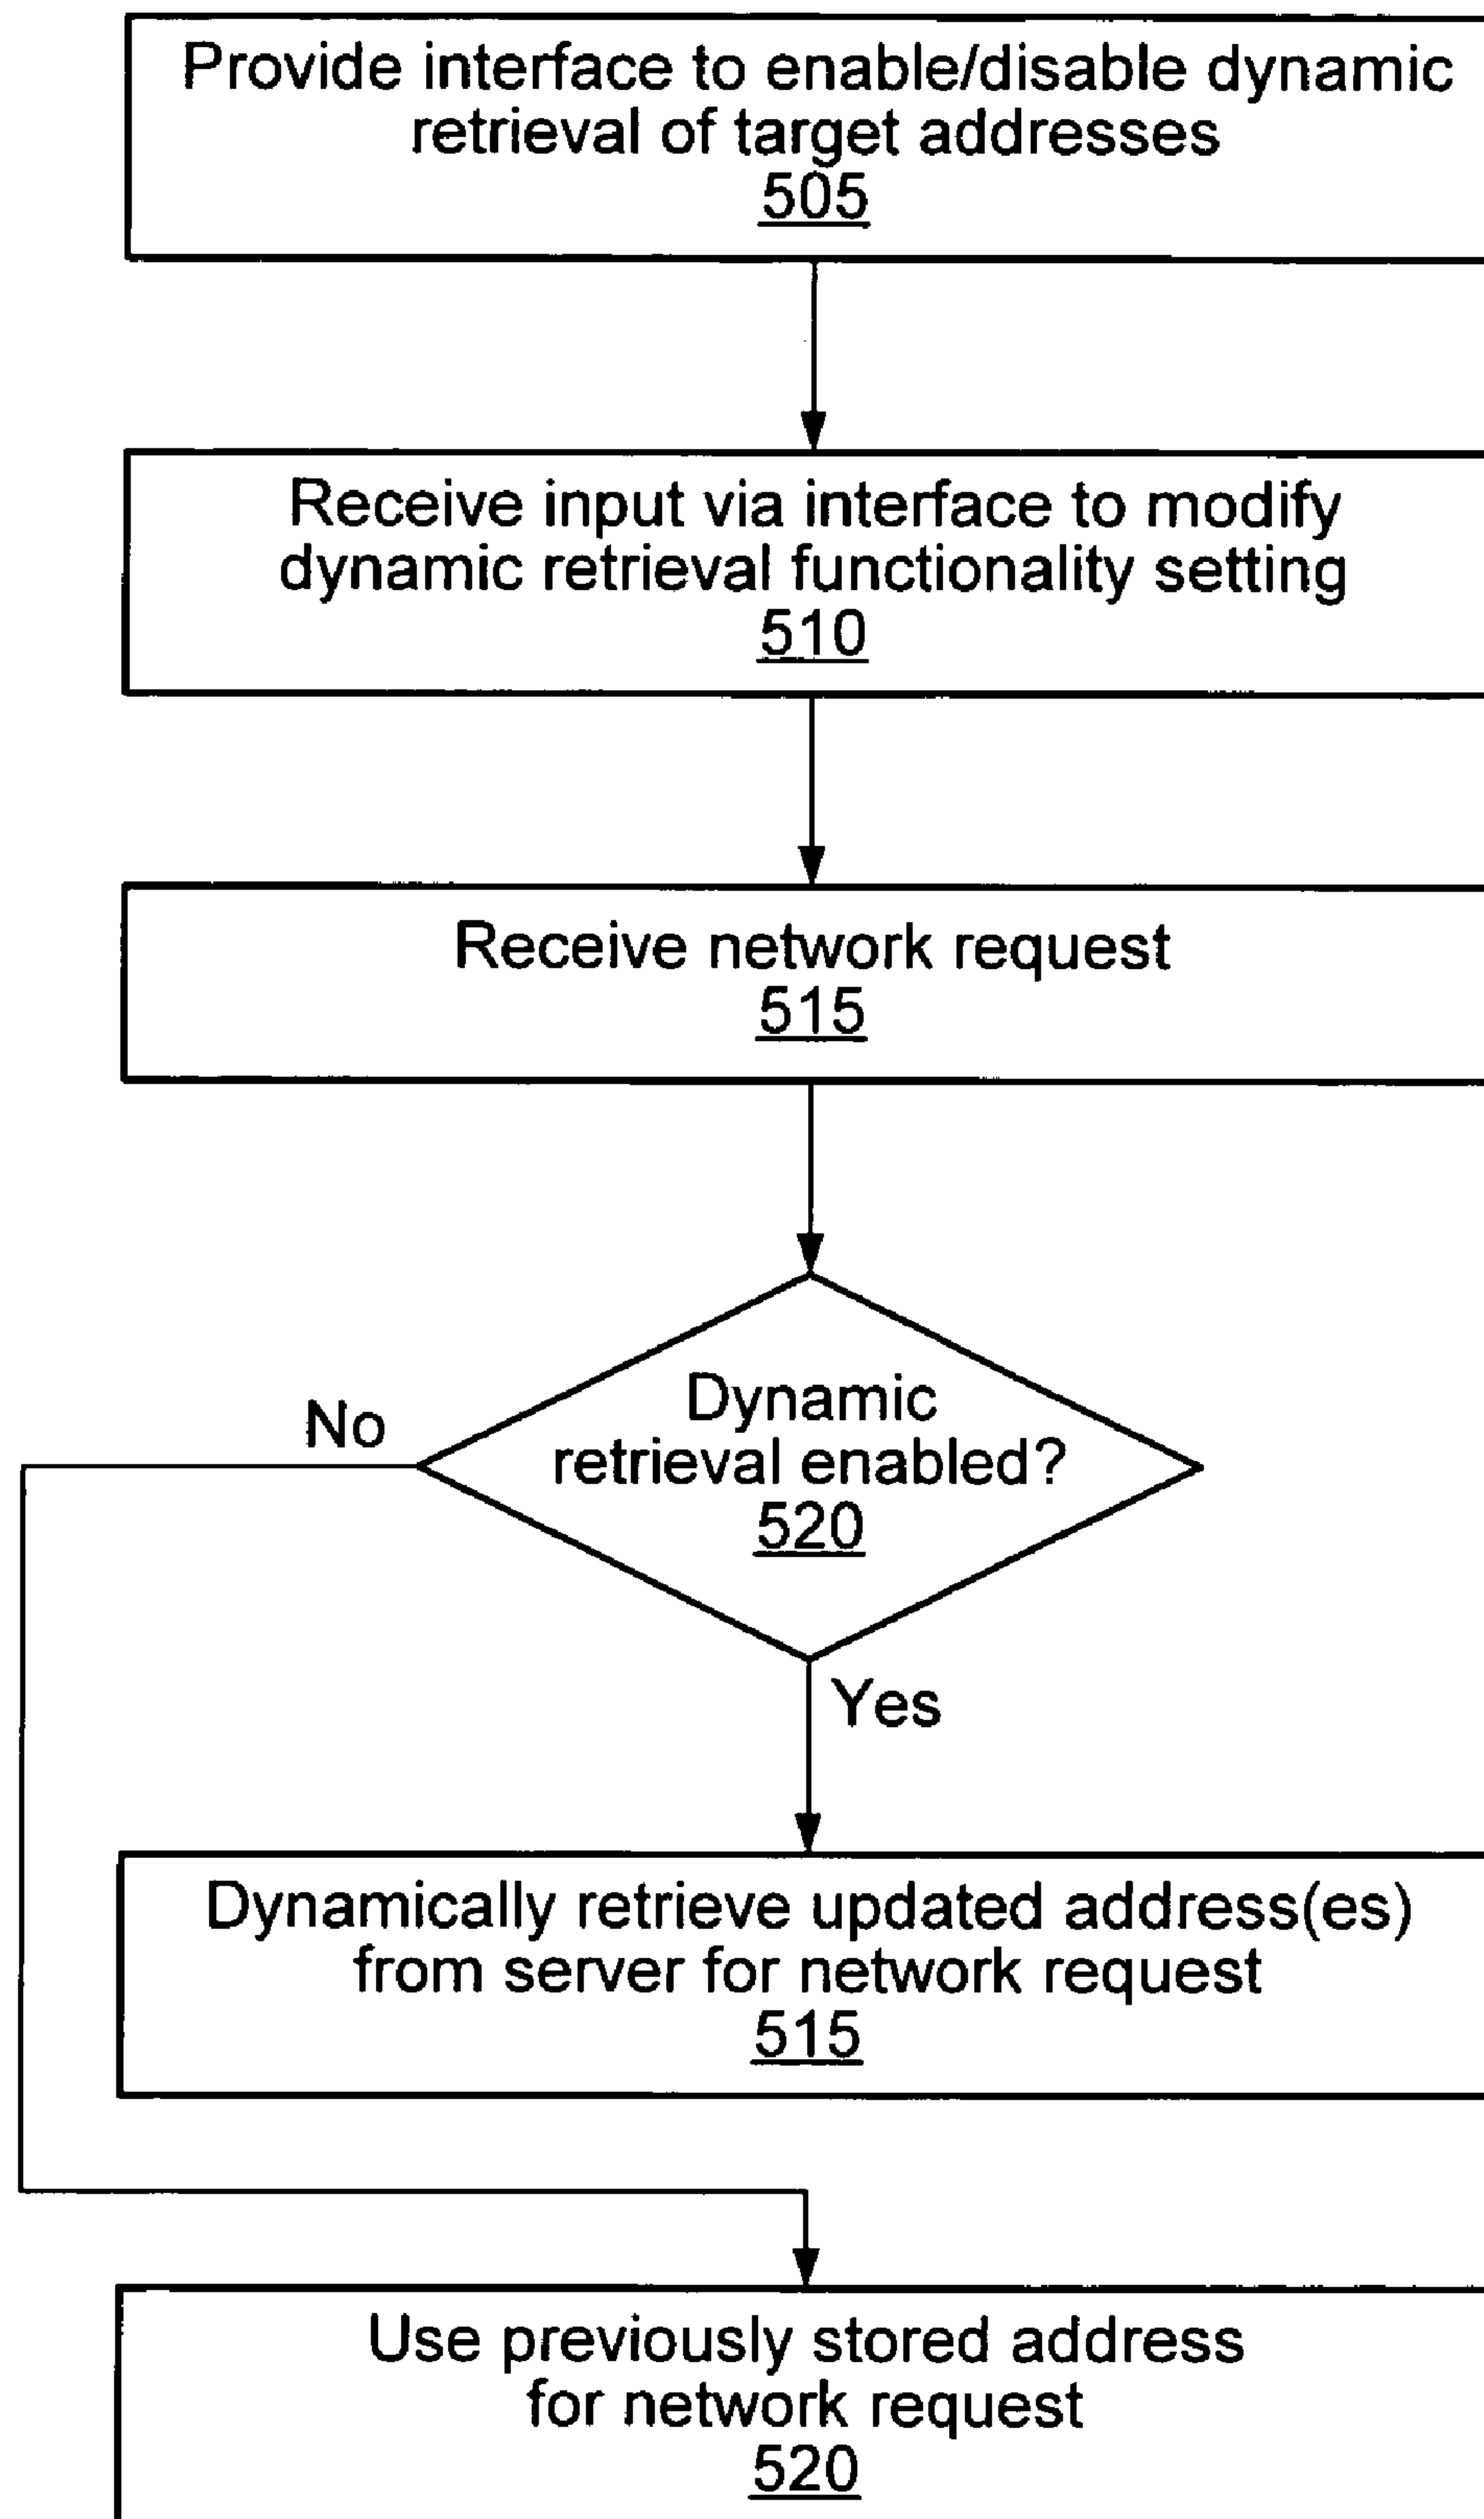 Provide interface to enable/disable dynamic
retrieval of target addresses
505
Receive input via interface to modify
dynamic retrieval functionality setting
510
Receive network request
515
Dynamic
retrieval enabled?
520
No
Yes
Dynamically retrieve updated address(es)
from server for network request
515
Use previously stored address
for network request
520